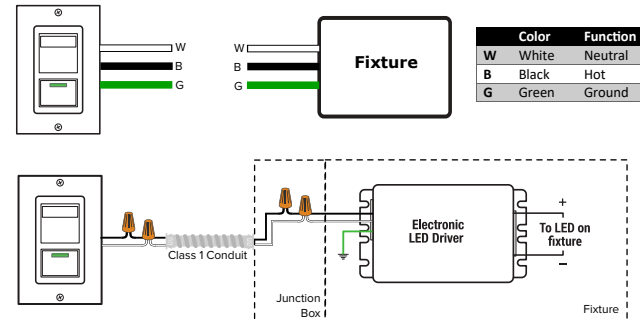 W
B
G
W
B
G
Fixture
Color Function
W White Neutral
B Black Hot
G Green Ground
Class 1 Conduit
Junction
Box
Electronic
LED Driver
+
To LED on
fixture
–
Fixture